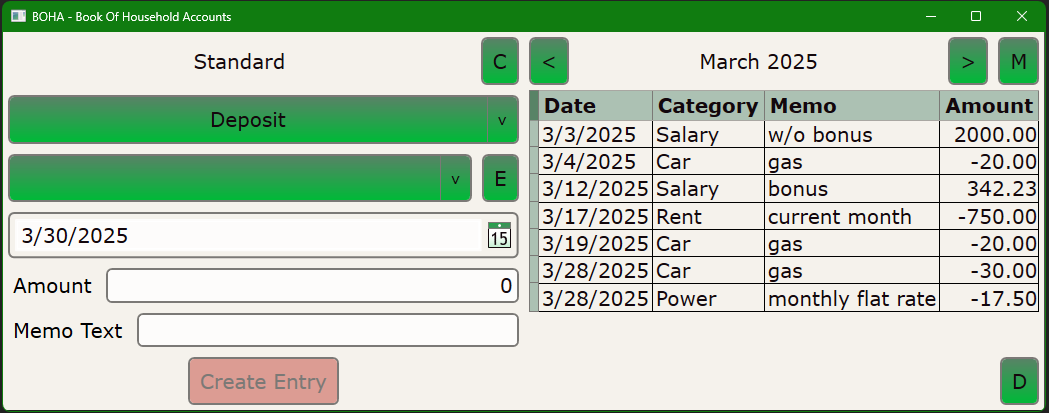 BOHA - Book Of Household Accounts
Standard C
Deposit v
v E
3/30/2025 15
Amount 0
Memo Text
Create Entry
< March 2025 > M
Date Category Memo Amount
3/3/2025 Salary w/o bonus 2000.00
3/4/2025 Car gas -20.00
3/12/2025 Salary bonus 342.23
3/17/2025 Rent current month -750.00
3/19/2025 Car gas -20.00
3/28/2025 Car gas -30.00
3/28/2025 Power monthly flat rate -17.50
D